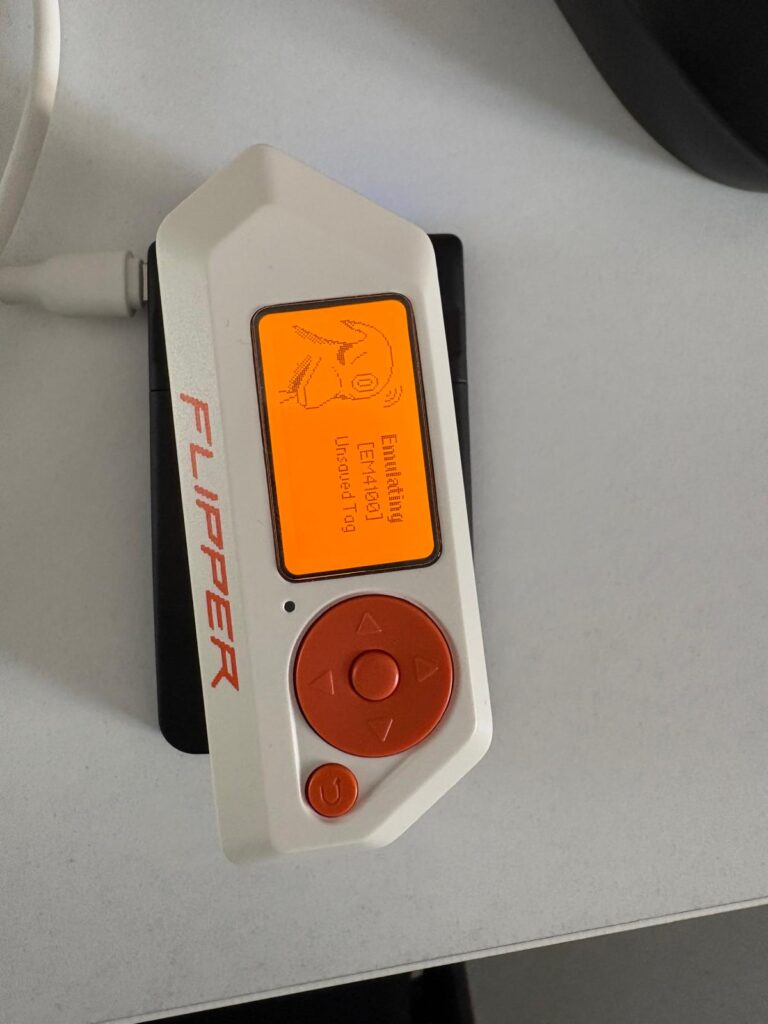 Emulating
[EM4100]
Unsaved Tag
FLIPPER